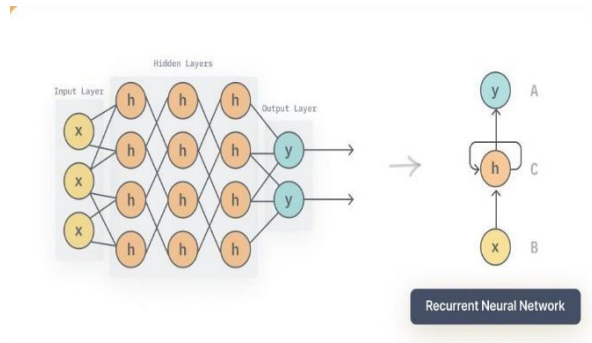 Hidden Layers
Input Layer
Output Layer
x
x
x
h
h
h
h
h
h
h
h
h
h
h
h
y
y
y
A
h
C
x
B
Recurrent Neural Network